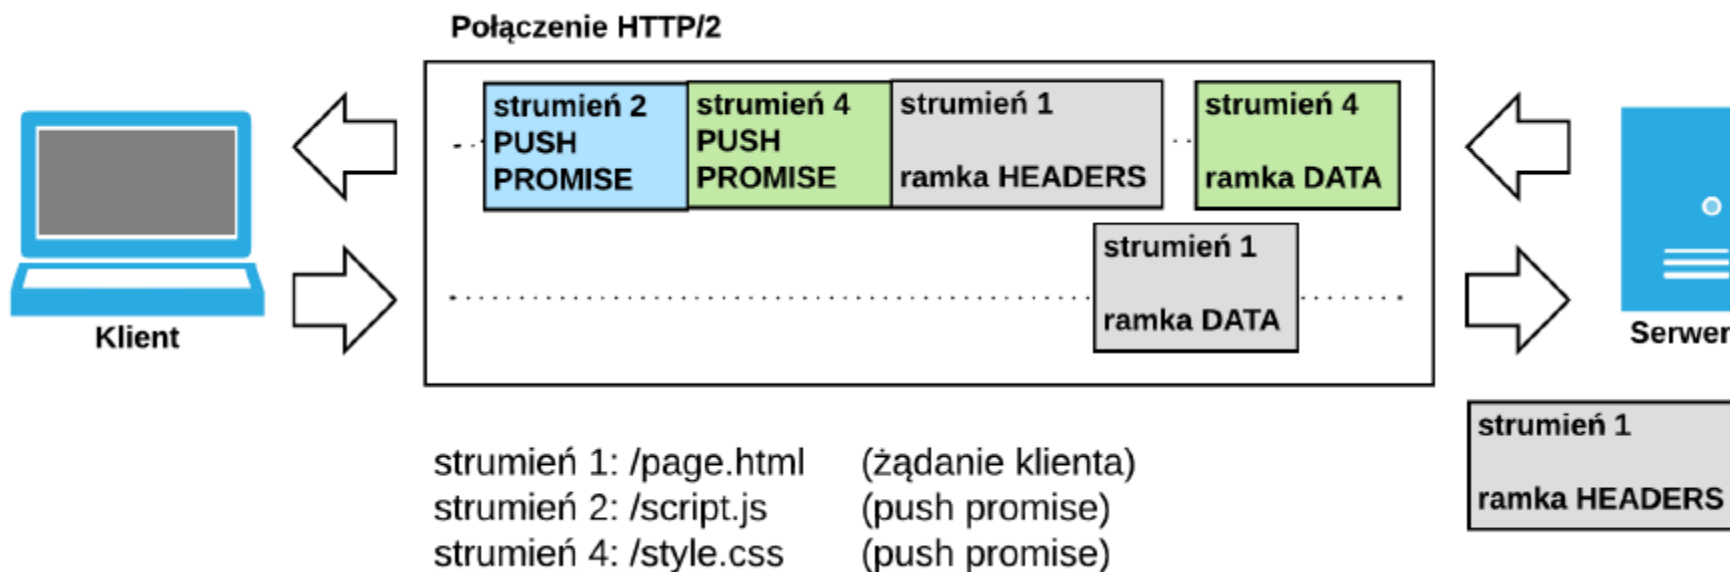 Połączenie HTTP/2
strumień 2
PUSH
PROMISE
strumień 4
PUSH
PROMISE
strumień 1
ramka HEADERS
strumień 4
ramka DATA
strumień 1
ramka DATA
Klient
Serwer
strumień 1
ramka HEADERS
strumień 1: /page.html (żądanie klienta)
strumień 2: /script.js (push promise)
strumień 4: /style.css (push promise)